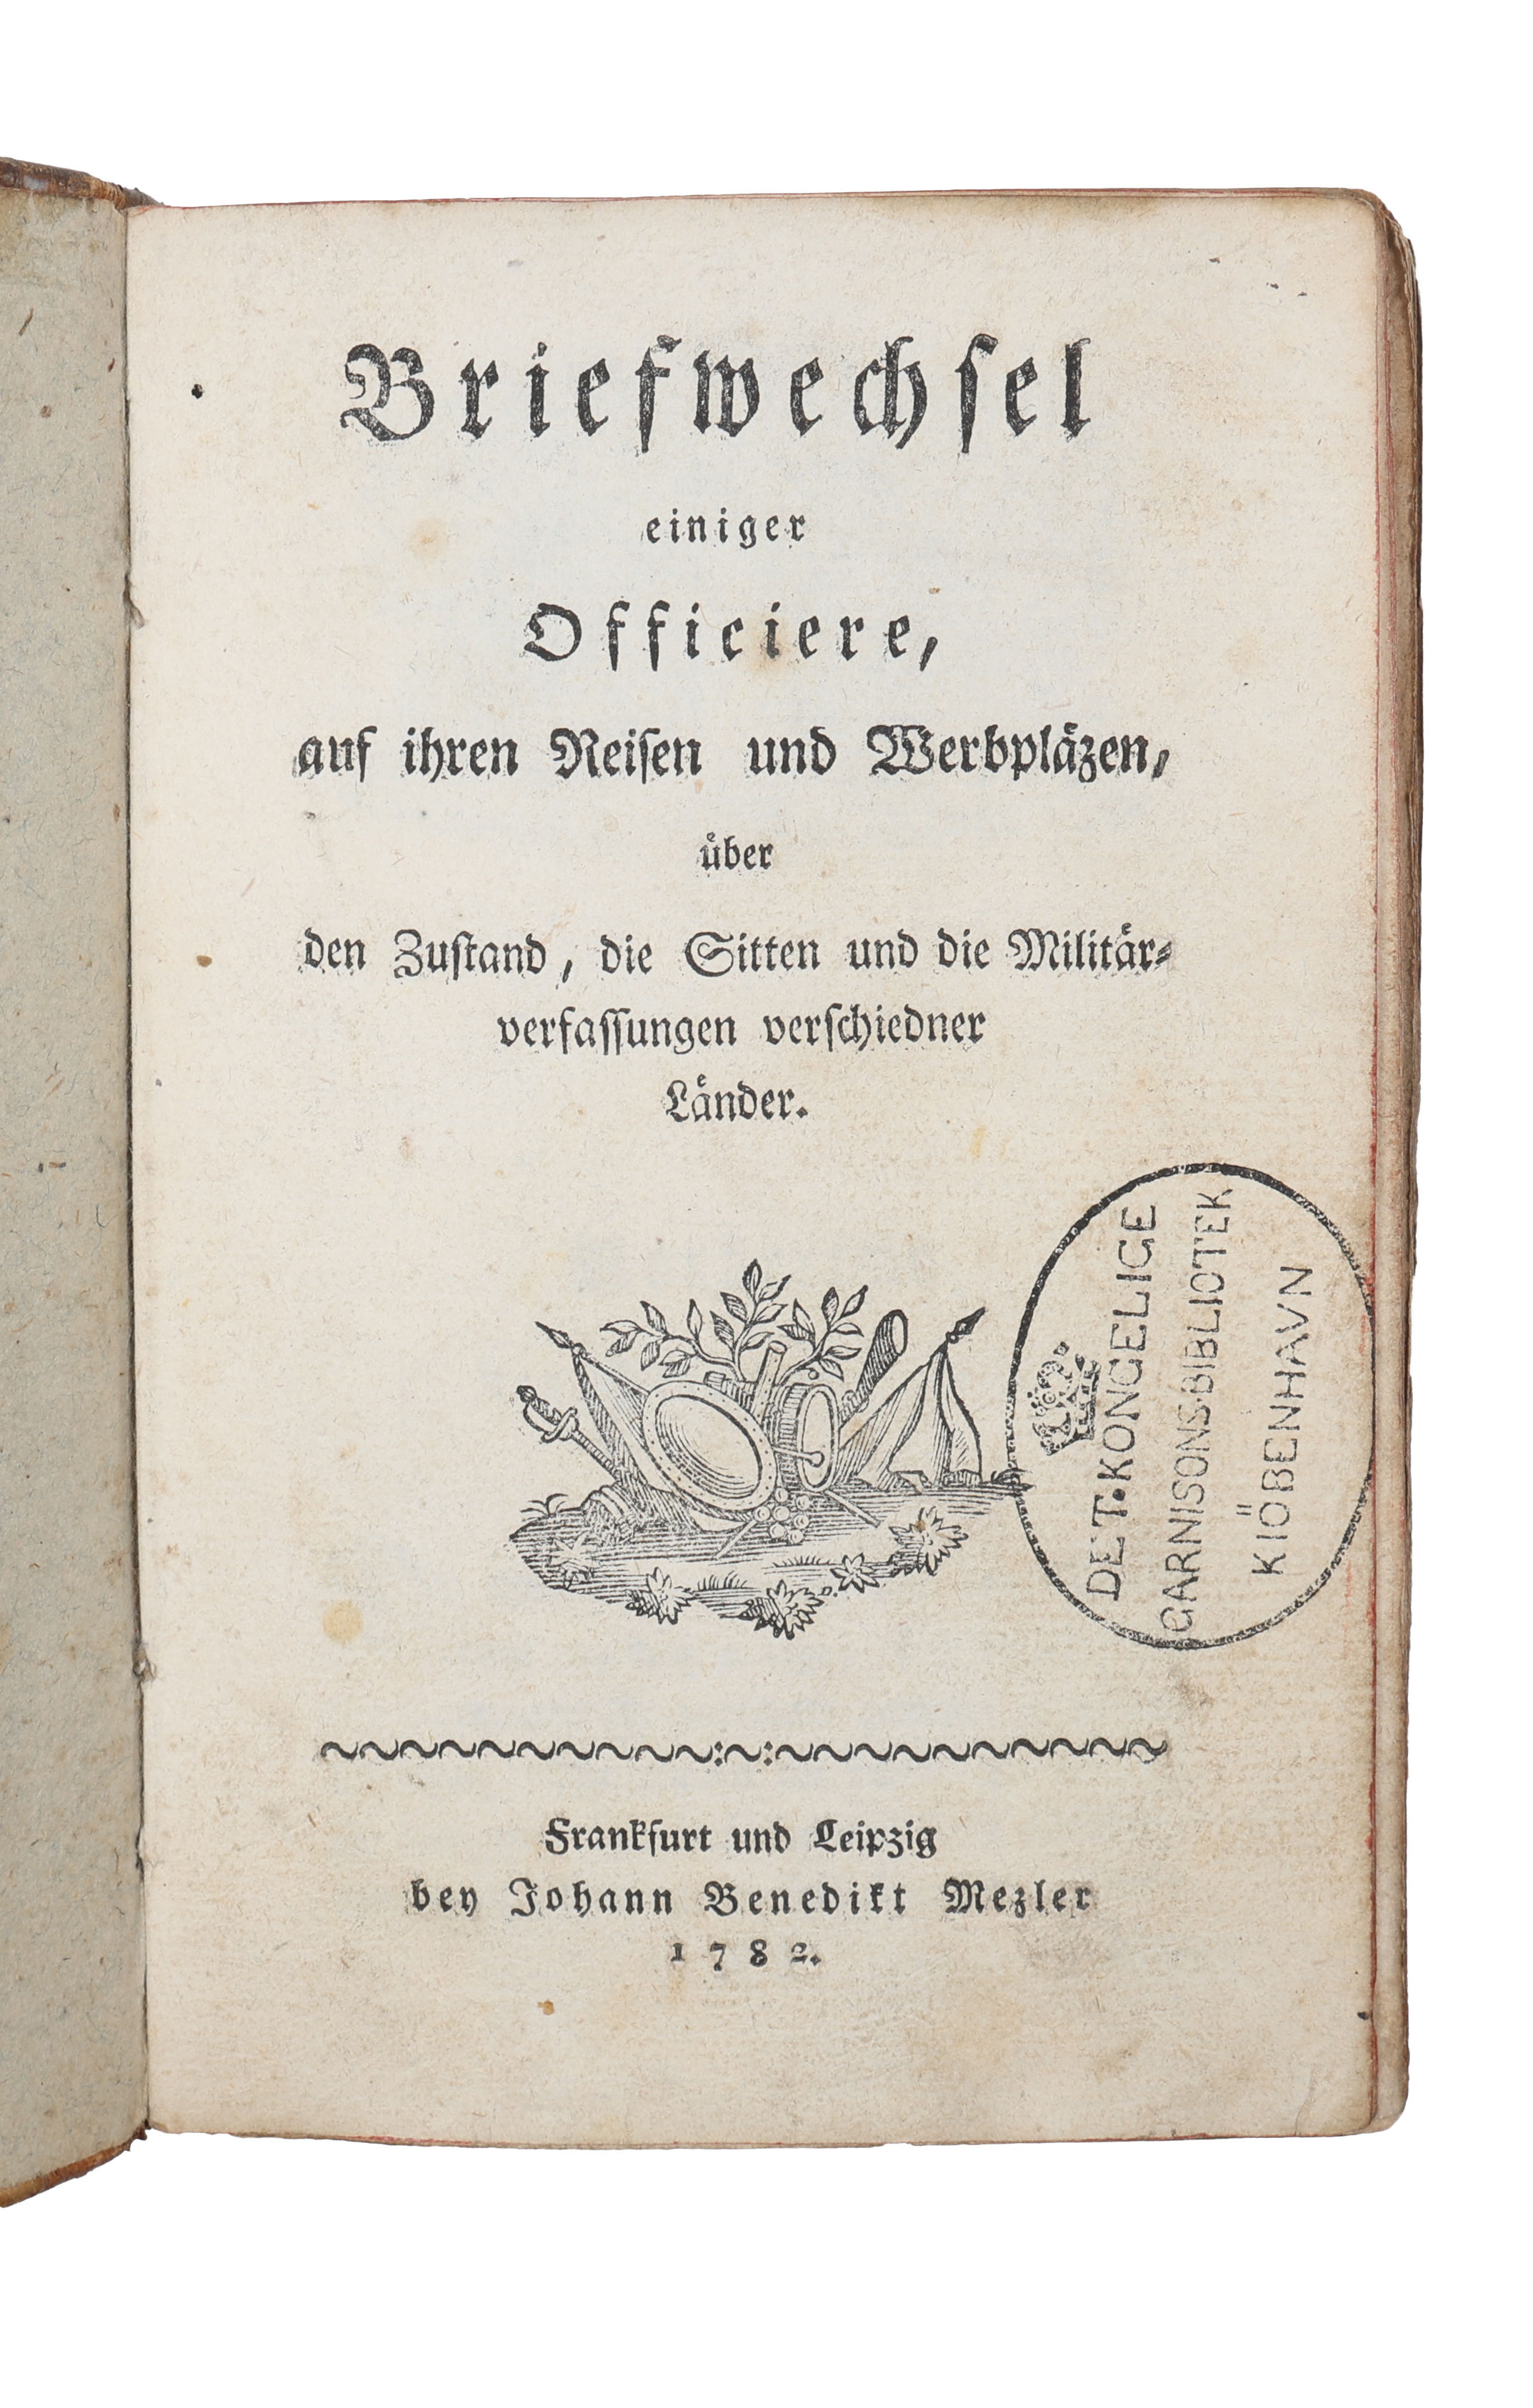 Briefwechsel
einiger
Officiere,
auf ihren Reisen und Werbpläzen,
über
den Zustand, die Sitten und die Militär-
verfassungen verschiedner
Länder.
DET·KONGELIGE
GARNISONS·BIBLIOTEK
KIÖBENHAVN
Frankfurt und Leipzig
bey Johann Benedikt Mezler
1782.